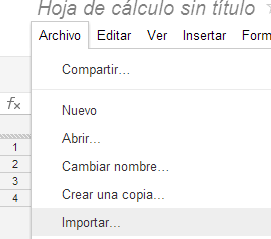 Hoja de cálculo sin título
Archivo Editar Ver Insertar Form
Compartir...
fx
Nuevo
1
Abrir...
2
Cambiar nombre...
3
Crear una copia...
4
Importar...